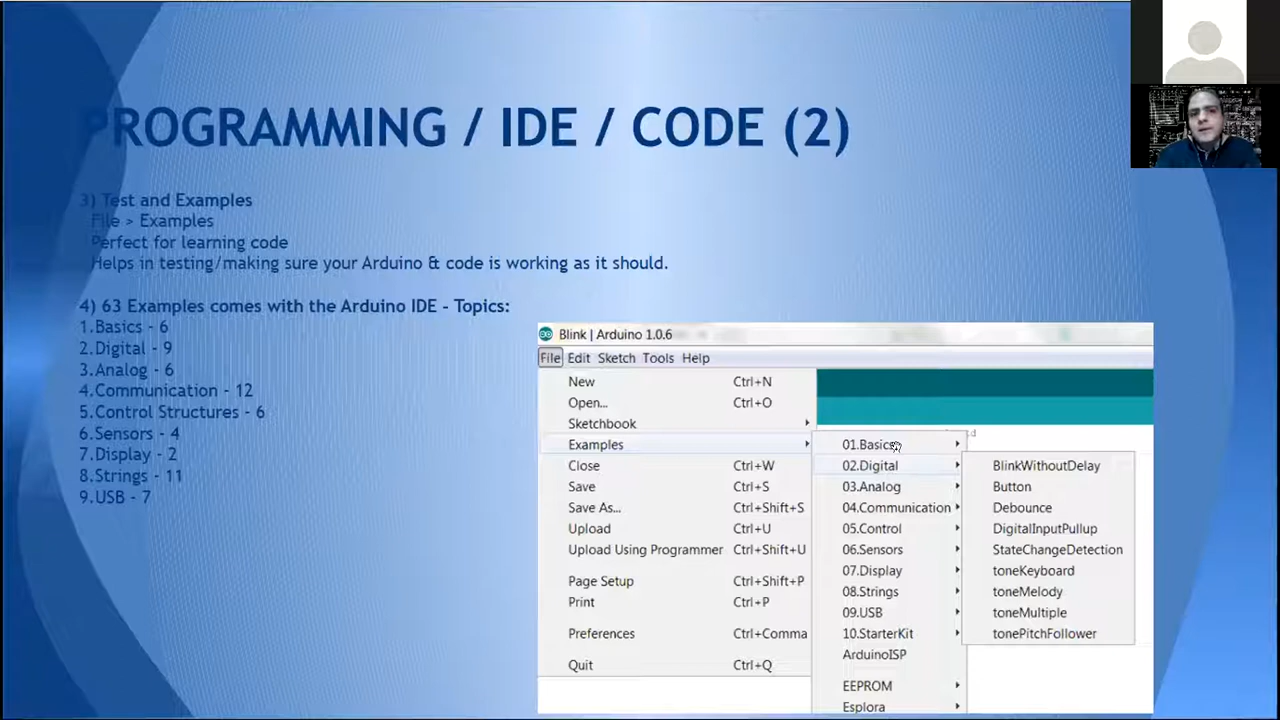 PROGRAMMING / IDE / CODE (2)
3) Test and Examples
File > Examples
Perfect for learning code
Helps in testing/making sure your Arduino & code is working as it should.
4) 63 Examples comes with the Arduino IDE - Topics:
1.Basics - 6
2.Digital - 9
3.Analog - 6
4.Communication - 12
5.Control Structures - 6
6.Sensors - 4
7.Display - 2
8.Strings - 11
9.USB - 7
Blink | Arduino 1.0.6
File Edit Sketch Tools Help
New Ctrl+N
Open... Ctrl+O
Sketchbook
Examples
Close Ctrl+W
Save Ctrl+S
Save As... Ctrl+Shift+S
Upload Ctrl+U
Upload Using Programmer Ctrl+Shift+U
Page Setup Ctrl+Shift+P
Print Ctrl+P
Preferences Ctrl+Comma
Quit Ctrl+Q
01.Basics
02.Digital
03.Analog
04.Communication
05.Control
06.Sensors
07.Display
08.Strings
09.USB
10.StarterKit
ArduinoISP
EEPROM
Esplora
BlinkWithoutDelay
Button
Debounce
DigitalInputPullup
StateChangeDetection
toneKeyboard
toneMelody
toneMultiple
tonePitchFollower